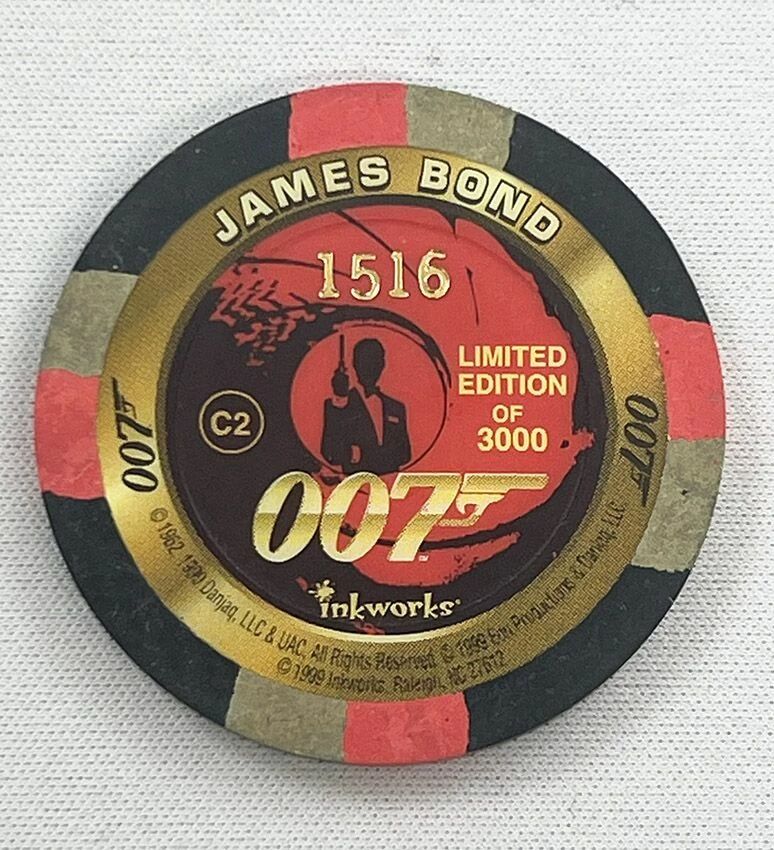 JAMES BOND
1516
LIMITED
EDITION
OF
3000
C2
007
007
007
inkworks
© 1962, 1999 Danjaq, LLC & UAC. All Rights Reserved. © 1999 Eon Productions & Danjaq, LLC
© 1999 Inkworks, Raleigh, NC 27612